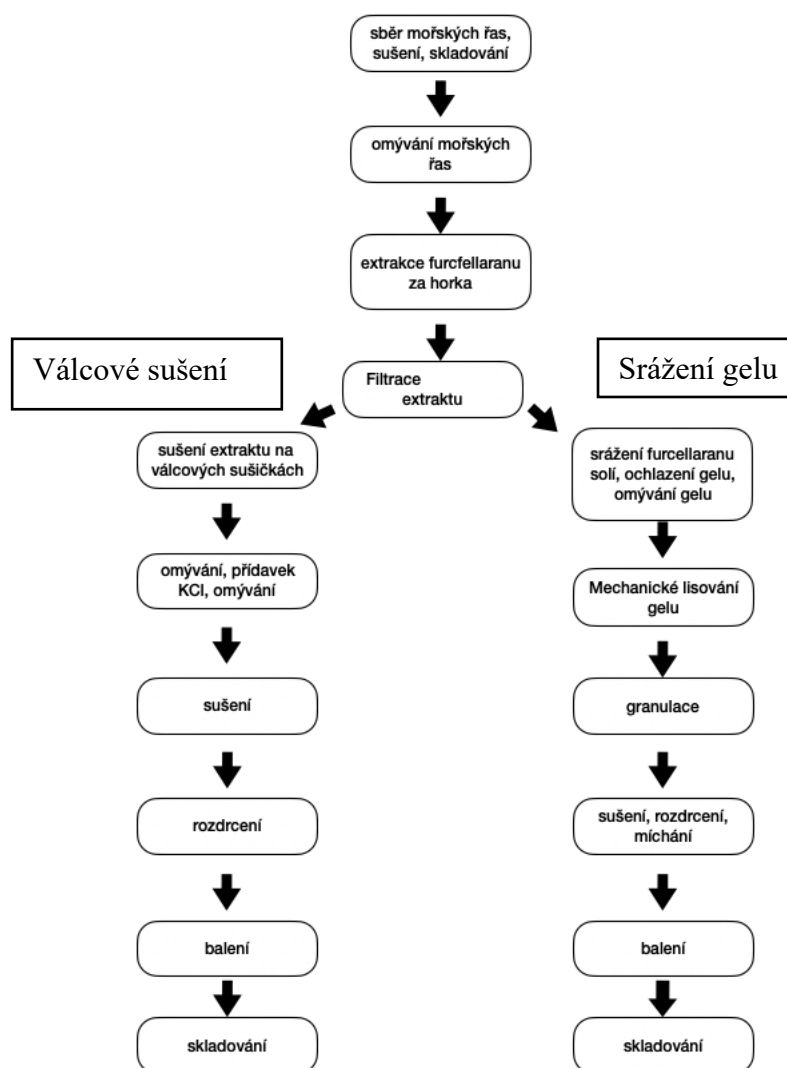 sběr mořských řas,
sušení, skladování
omývání mořských
řas
extrakce furcfellaranu
za horka
Filtrace
extraktu
Válcové sušení
sušení extraktu na
válcových sušičkách
omývání, přídavek
KCl, omývání
sušení
rozdrcení
balení
skladování
Srážení gelu
srážení furcellaranu
solí, ochlazení gelu,
omývání gelu
Mechanické lisování
gelu
granulace
sušení, rozdrcení,
míchání
balení
skladování